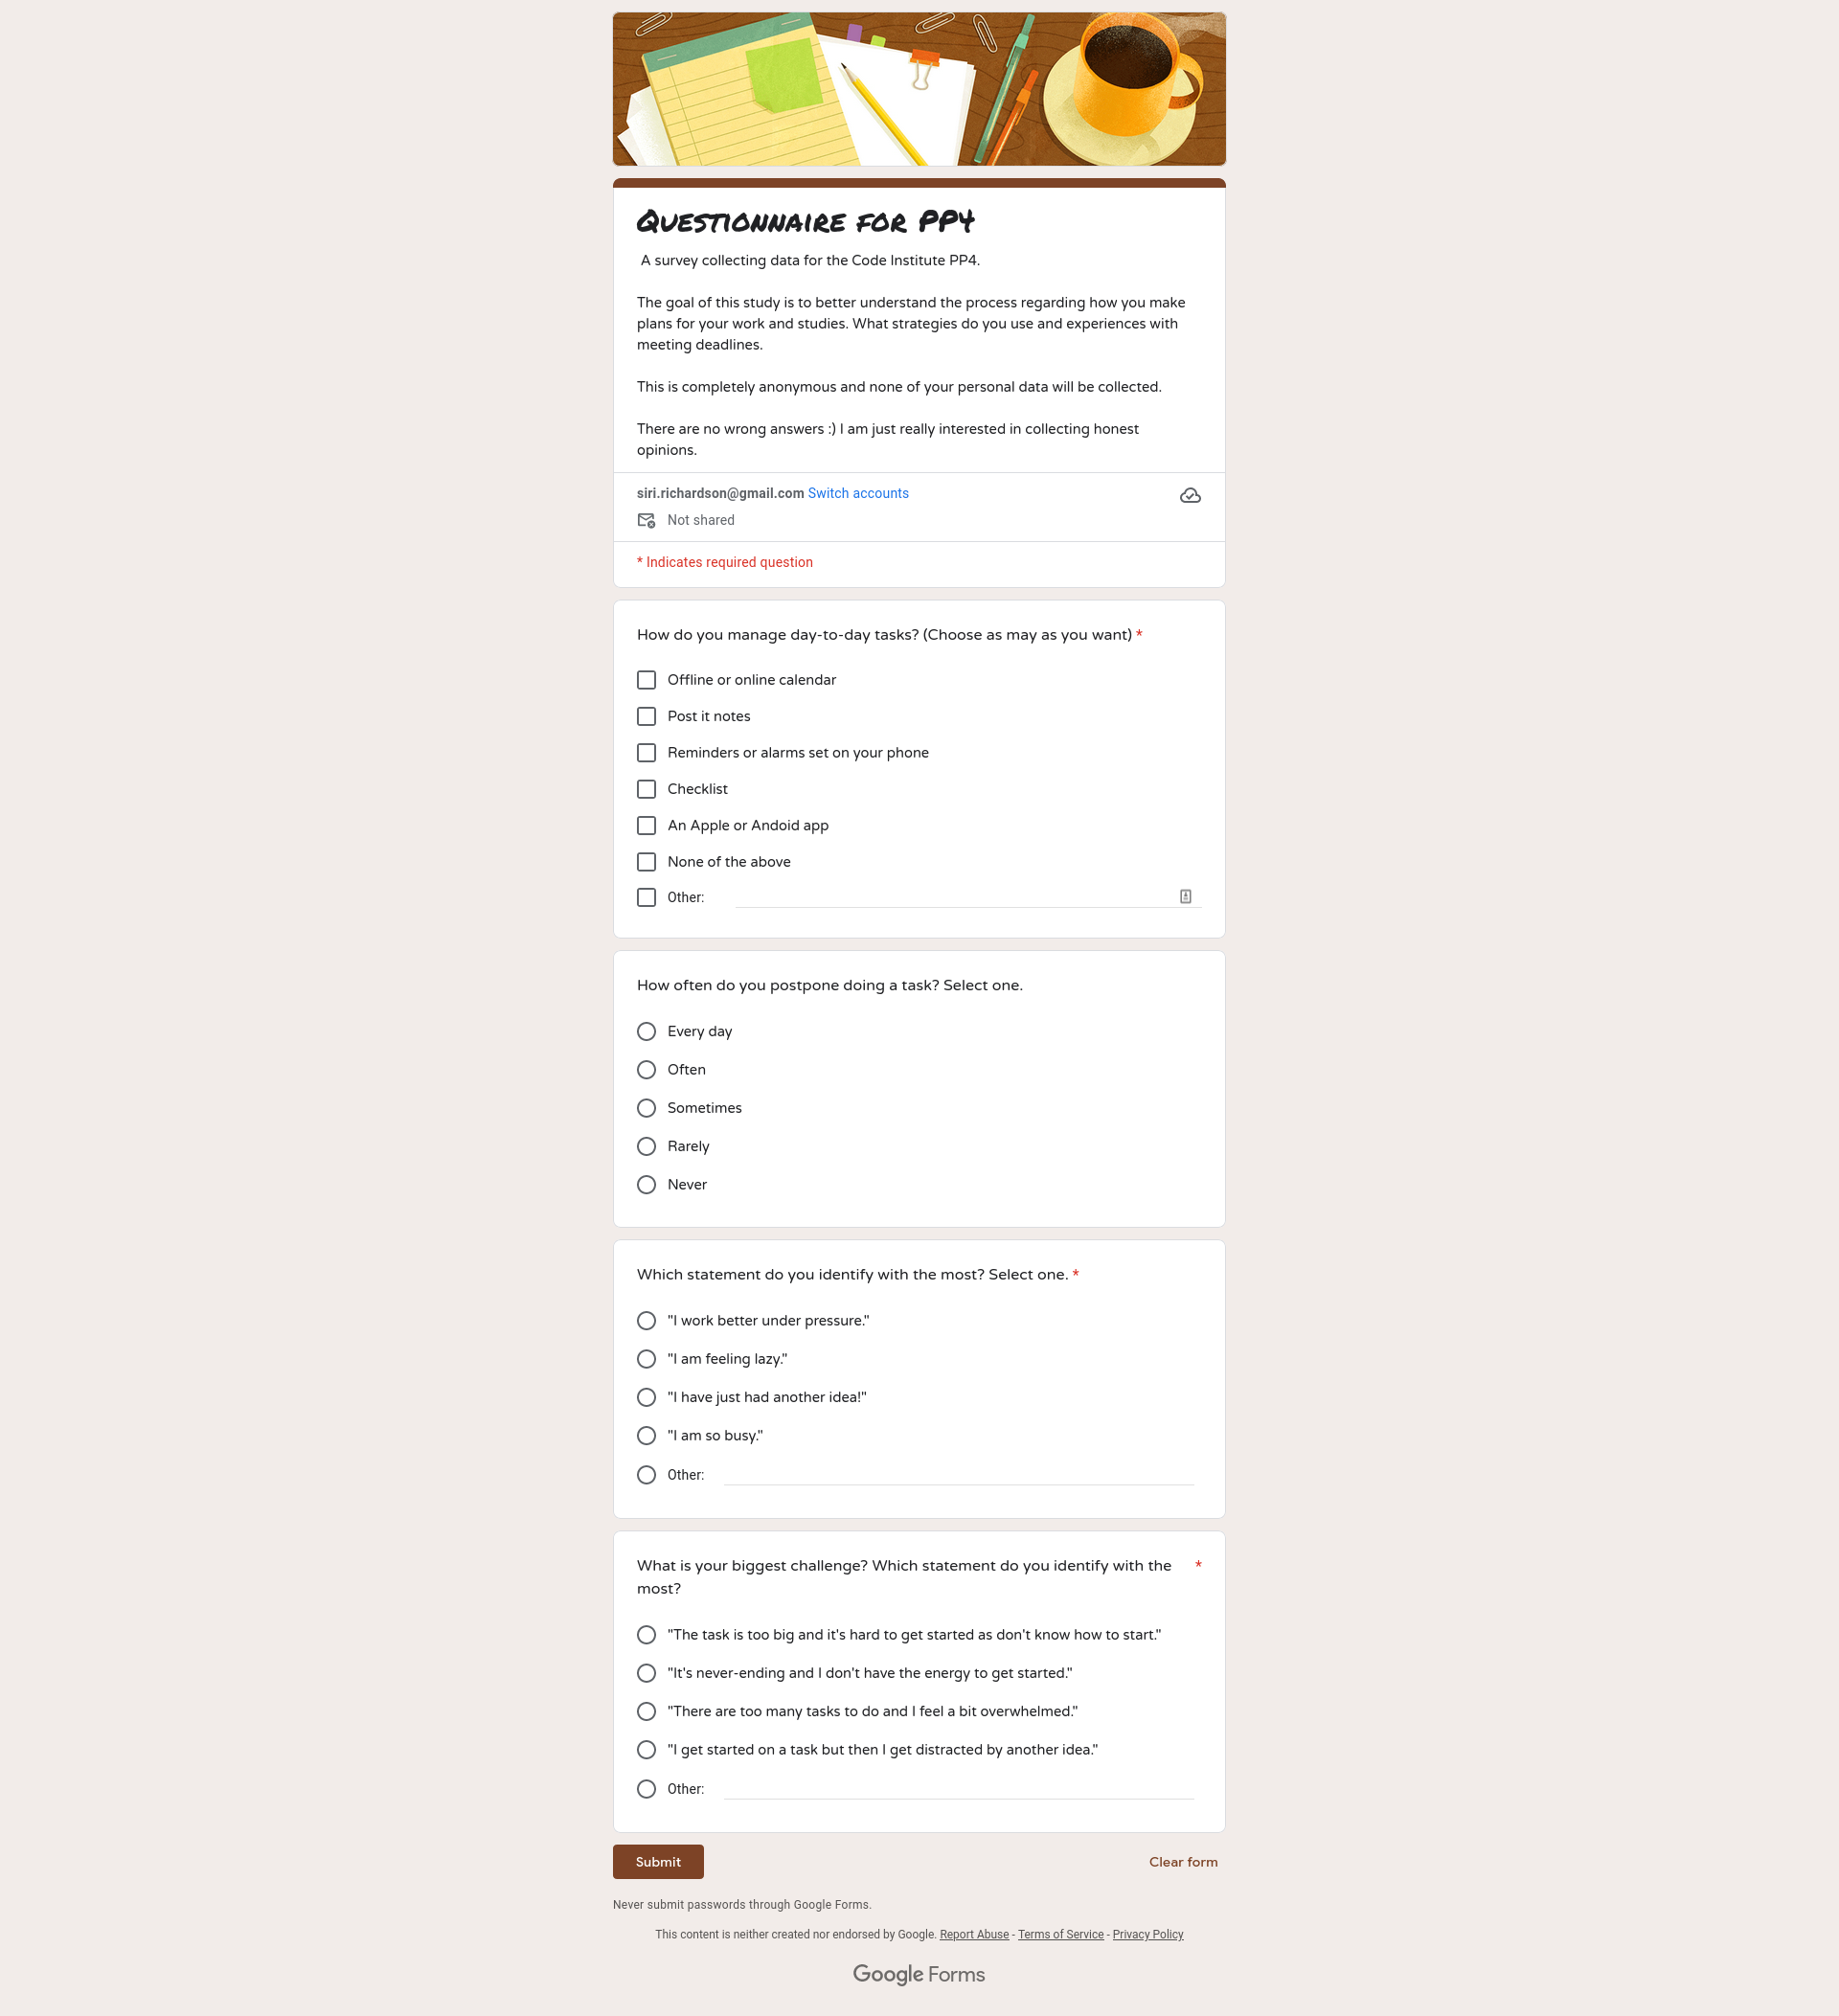 Questionnaire for PP4
A survey collecting data for the Code Institute PP4.
The goal of this study is to better understand the process regarding how you make
plans for your work and studies. What strategies do you use and experiences with
meeting deadlines.
This is completely anonymous and none of your personal data will be collected.
There are no wrong answers :) I am just really interested in collecting honest
opinions.
siri.richardson@gmail.com Switch accounts
Not shared
* Indicates required question
How do you manage day-to-day tasks? (Choose as may as you want) *
Offline or online calendar
Post it notes
Reminders or alarms set on your phone
Checklist
An Apple or Andoid app
None of the above
Other:
How often do you postpone doing a task? Select one.
Every day
Often
Sometimes
Rarely
Never
Which statement do you identify with the most? Select one. *
"I work better under pressure."
"I am feeling lazy."
"I have just had another idea!"
"I am so busy."
Other:
What is your biggest challenge? Which statement do you identify with the *
most?
"The task is too big and it's hard to get started as don't know how to start."
"It's never-ending and I don't have the energy to get started."
"There are too many tasks to do and I feel a bit overwhelmed."
"I get started on a task but then I get distracted by another idea."
Other:
Submit Clear form
Never submit passwords through Google Forms.
This content is neither created nor endorsed by Google. Report Abuse - Terms of Service - Privacy Policy
Google Forms